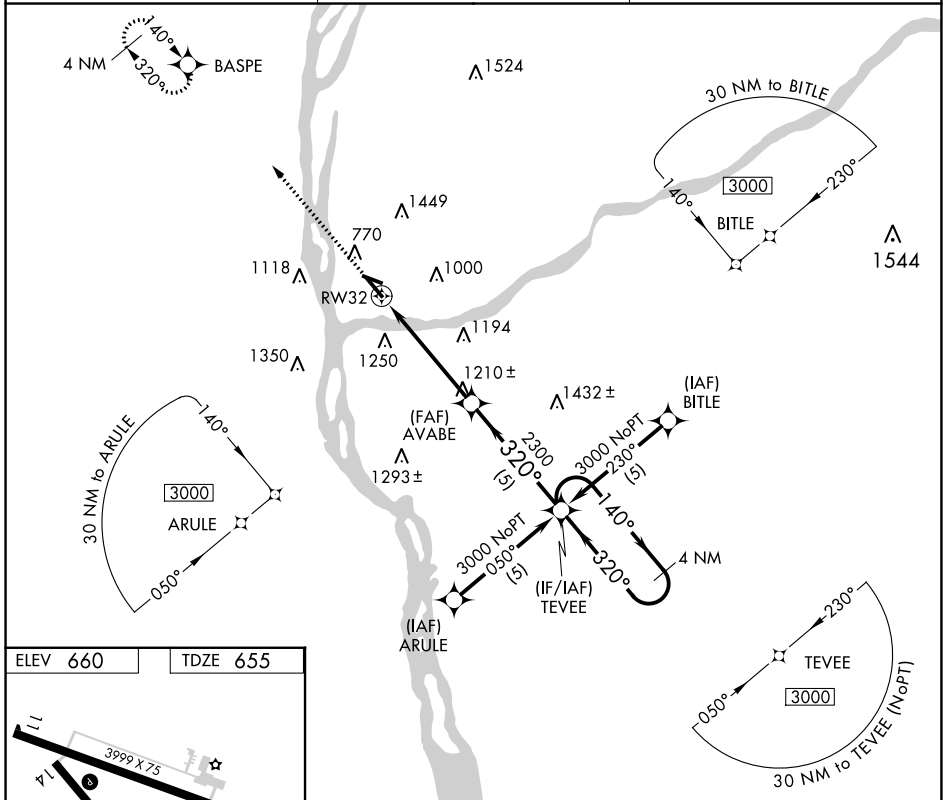 140°
4 NM
320°
BASPE
1524
30 NM to BITLE
3000
140°
230°
BITLE
1544
1449
770
1118
1000
RW32
1194
1250
1350
1210±
1432±
(IAF)
BITLE
(FAF)
AVABE
2300
320°
(5)
3000 NoPT
230°
(5)
1293±
30 NM to ARULE
140°
3000
ARULE
050°
140°
4 NM
320°
3000 NoPT
050°
(5)
(IF/IAF)
TEVEE
(IAF)
ARULE
230°
TEVEE
050°
3000
30 NM to TEVEE (NoPT)
ELEV 660
TDZE 655
11
3999 X 75
14
P